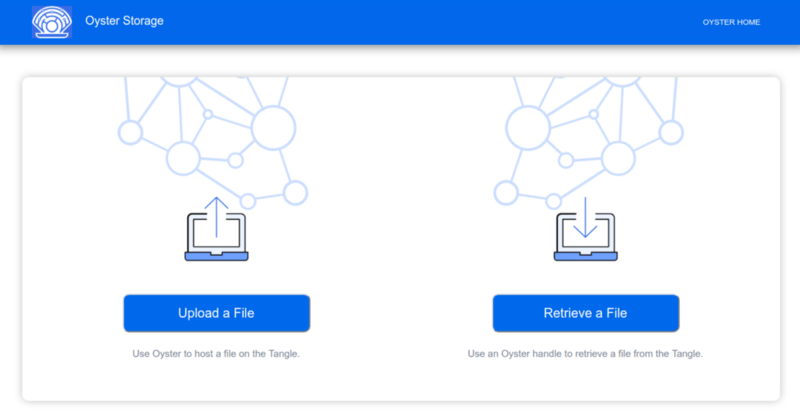 Oyster Storage
OYSTER HOME
Upload a File
Retrieve a File
Use Oyster to host a file on the Tangle.
Use an Oyster handle to retrieve a file from the Tangle.